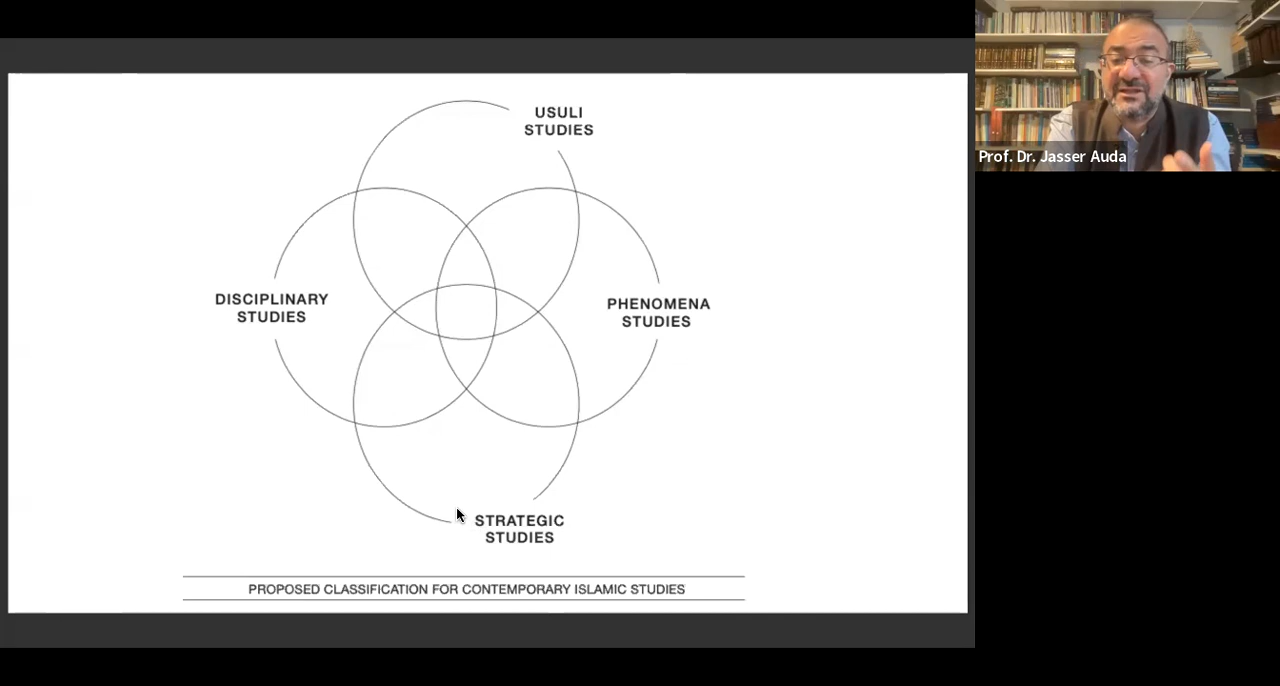 USULI
STUDIES
DISCIPLINARY
STUDIES
PHENOMENA
STUDIES
STRATEGIC
STUDIES
PROPOSED CLASSIFICATION FOR CONTEMPORARY ISLAMIC STUDIES
Prof. Dr. Jasser Auda